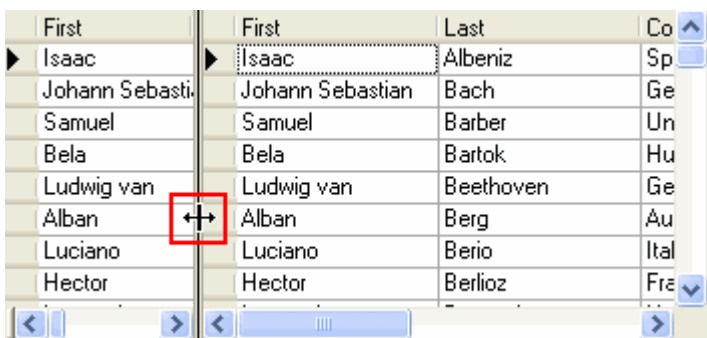 First First Last Co
Isaac Isaac Albeniz Sp
Johann Sebasti Johann Sebastian Bach Ge
Samuel Samuel Barber Un
Bela Bela Bartok Hu
Ludwig van Ludwig van Beethoven Ge
Alban Alban Berg Au
Luciano Luciano Berio Ital
Hector Hector Berlioz Fra